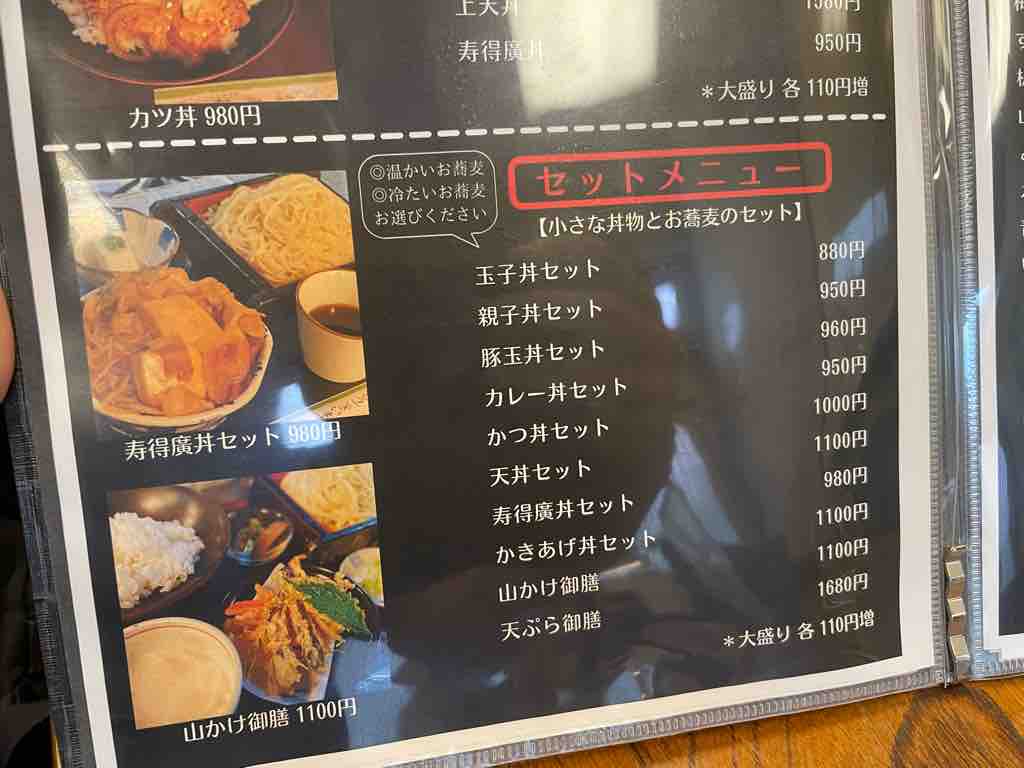 上天丼
寿得廣丼 950円
＊大盛り 各 110円増
カツ丼 980円
◎温かいお蕎麦
◎冷たいお蕎麦
お選びください
セットメニュー
【小さな丼物とお蕎麦のセット】
玉子丼セット 880円
親子丼セット 950円
豚玉丼セット 960円
カレー丼セット 950円
かつ丼セット 1000円
天丼セット 1100円
寿得廣丼セット 980円
かきあげ丼セット 1100円
山かけ御膳 1100円
天ぷら御膳 1680円
＊大盛り 各 110円増
寿得廣丼セット 980円
山かけ御膳 1100円